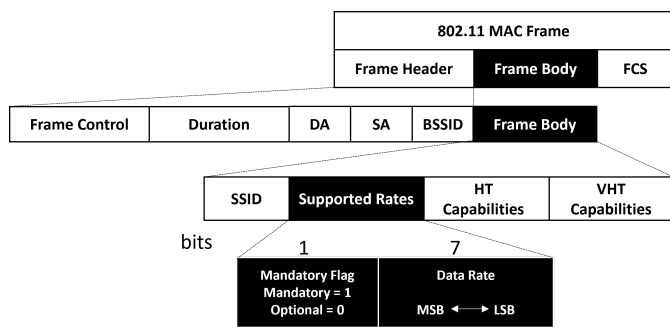 802.11 MAC Frame
Frame Header Frame Body FCS
Frame Control Duration DA SA BSSID Frame Body
SSID Supported Rates HT Capabilities VHT Capabilities
bits 1 7
Mandatory Flag
Mandatory = 1
Optional = 0
Data Rate
MSB LSB